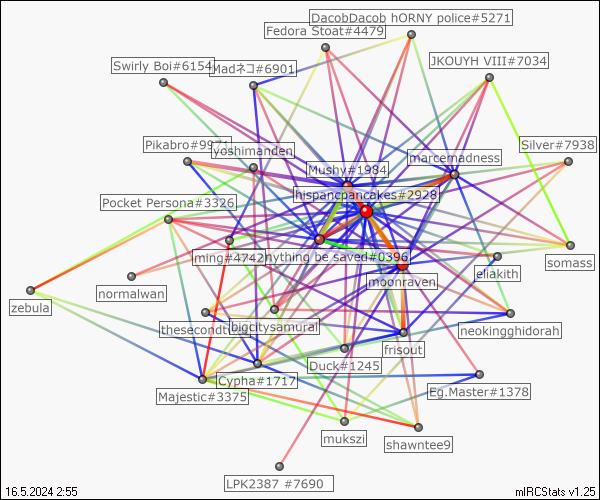 DacobDacob hORNY police#5271
Fedora Stoat#4479
JKOUYH VIII#7034
Swirly Boi#6154
Madネコ#6901
Silver#7938
Pikabro#997
yoshimanden
marcemadness
Mushy#1984
hispancpancakes#2928
Pocket Persona#3326
ming#4742
nything be saved#0396
somass
eliakith
moonraven
normalwan
zebula
thesecondt
bigcitysamurai
neokingghidorah
frisout
Duck#1245
Cypha#1717
Eg.Master#1378
Majestic#3375
mukszi
shawntee9
LPK2387 #7690
16.5.2024 2:55
mIRCStats v1.25